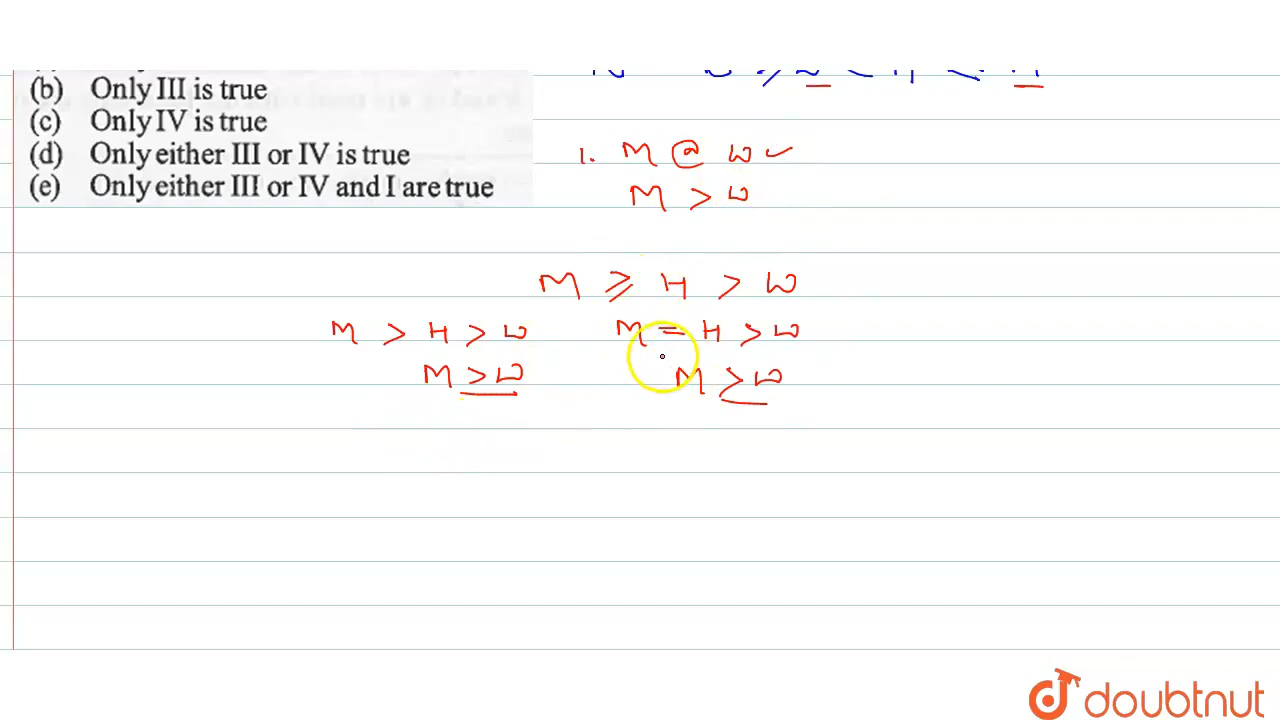 (b) Only III is true
(c) Only IV is true
(d) Only either III or IV is true
(e) Only either III or IV and I are true
1. M @ W ✓
M > W
M ≥ H > W
M > H > W
M = H > W
M > W
M > W
doubtnut